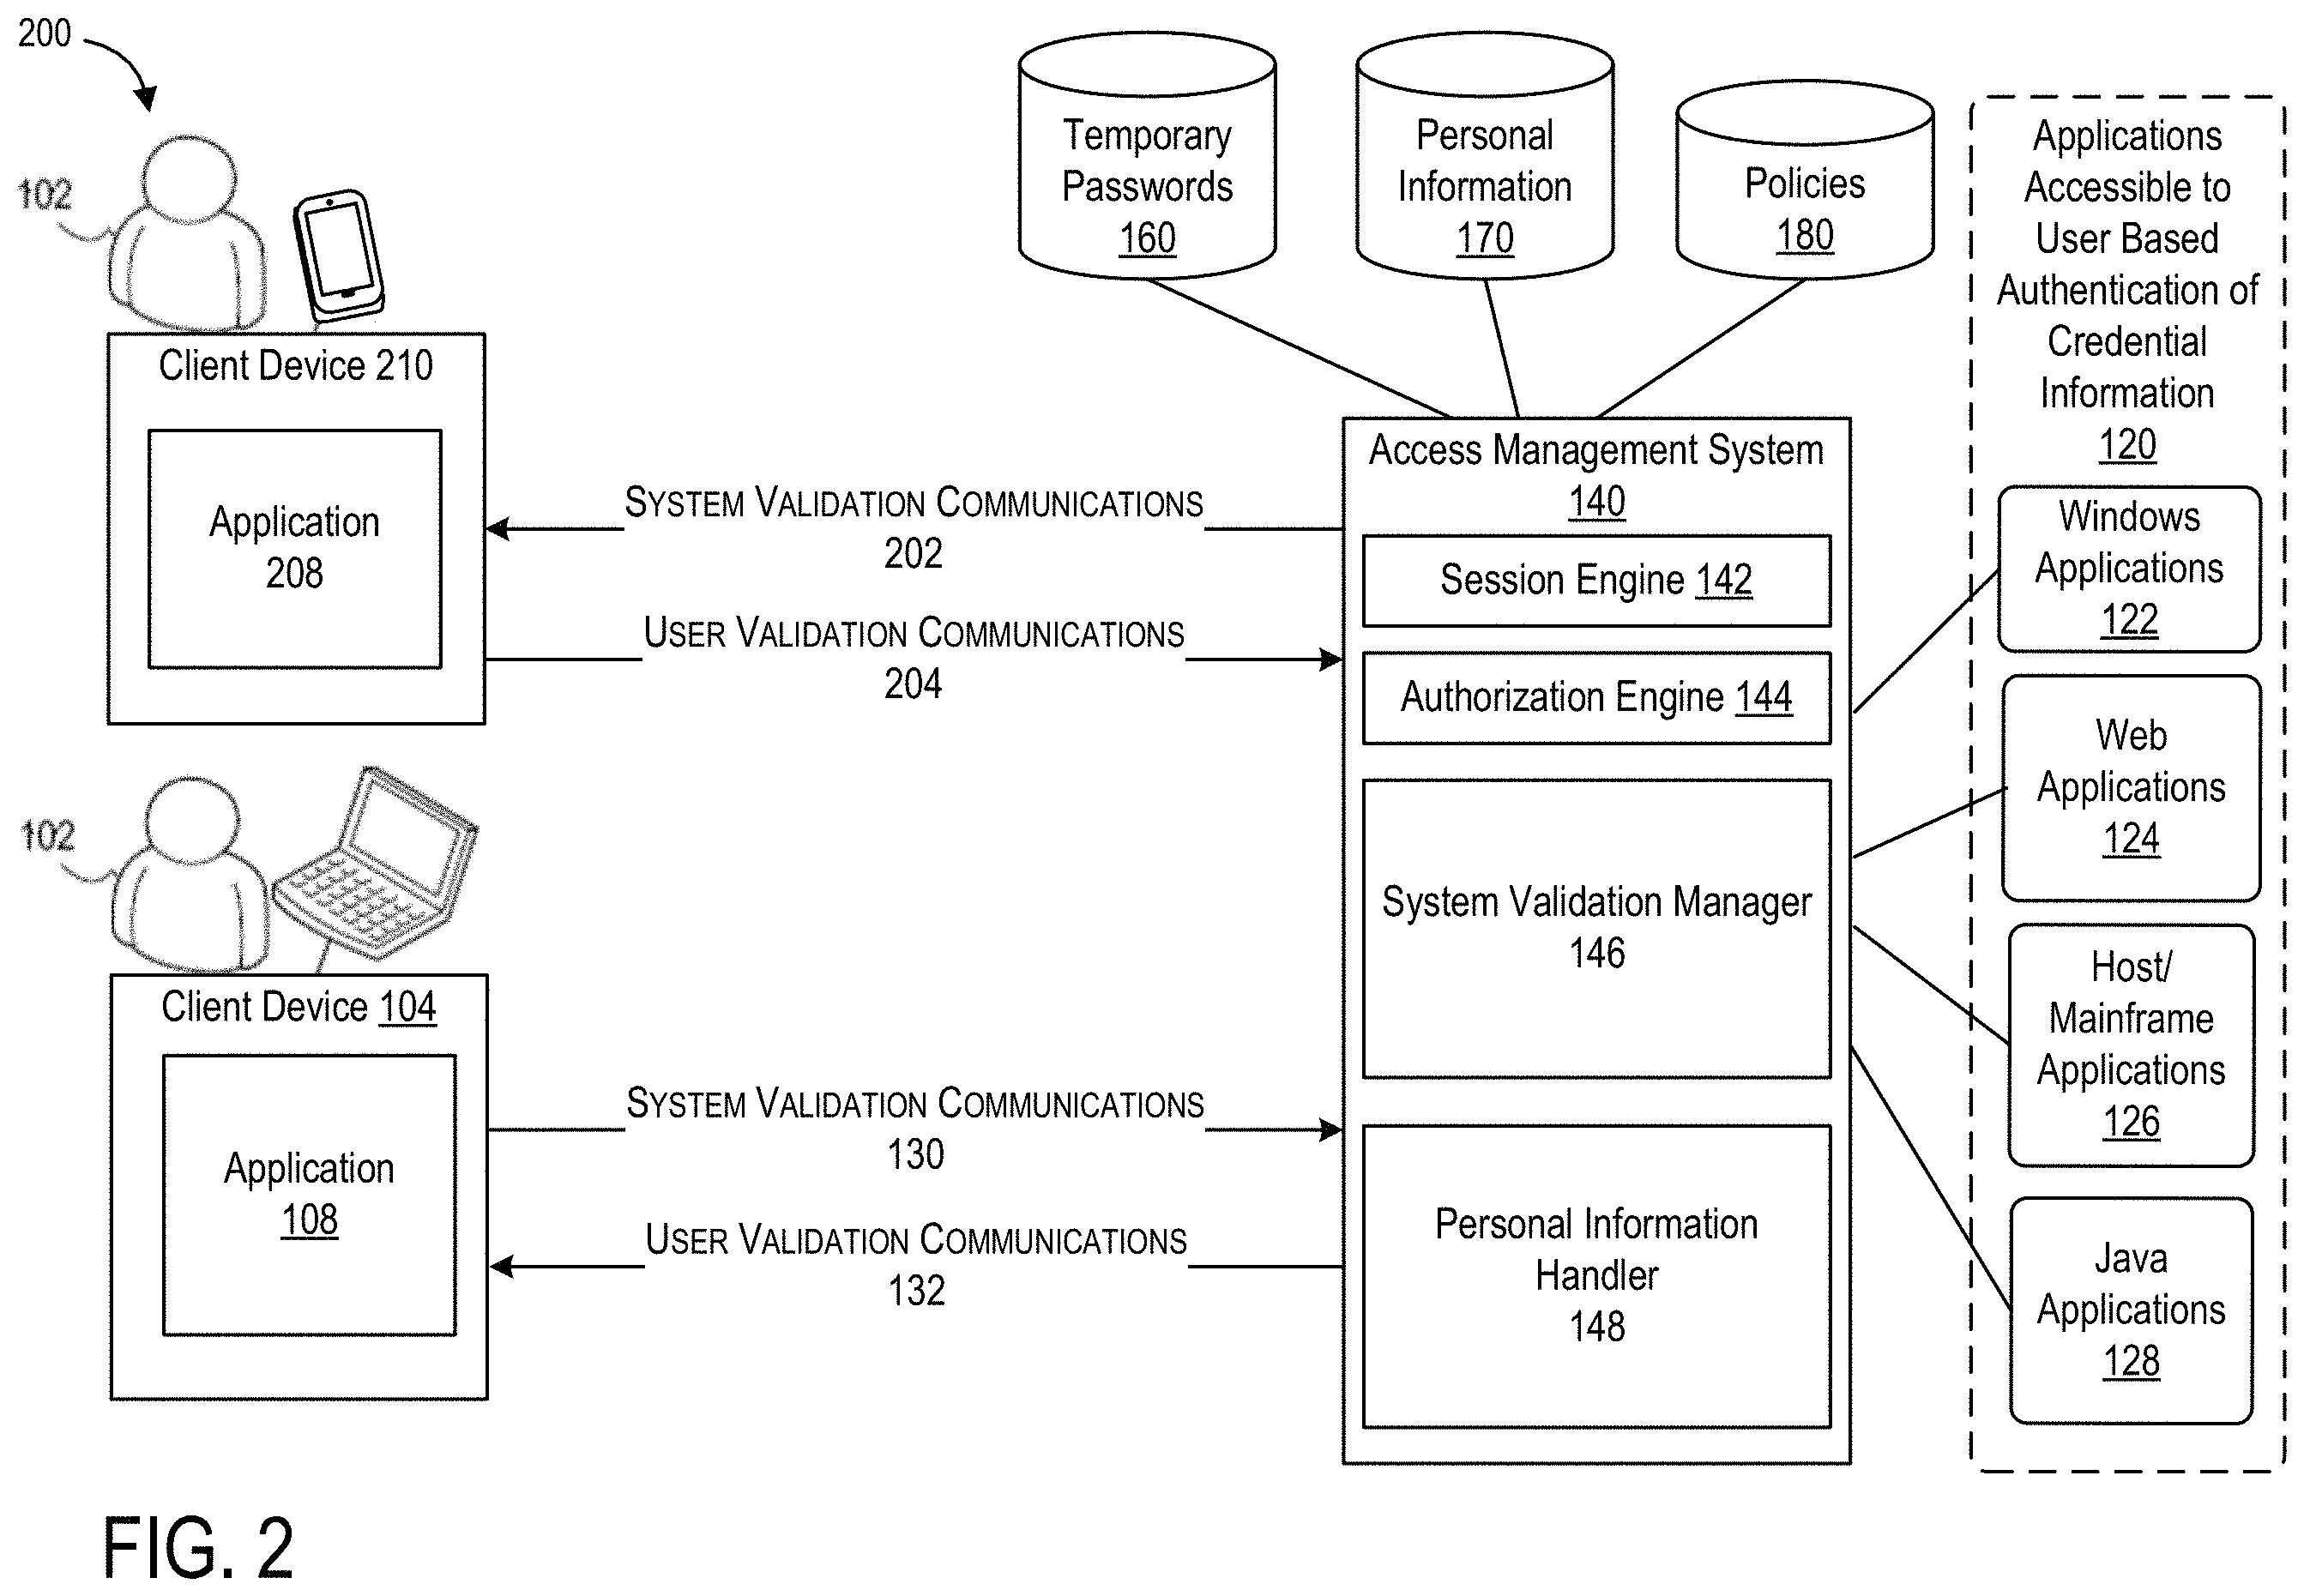 200
102
Client Device 210
Application
208
SYSTEM VALIDATION COMMUNICATIONS
202
USER VALIDATION COMMUNICATIONS
204
102
Client Device 104
Application
108
SYSTEM VALIDATION COMMUNICATIONS
130
USER VALIDATION COMMUNICATIONS
132
Temporary
Passwords
160
Personal
Information
170
Policies
180
Access Management System
140
Session Engine 142
Authorization Engine 144
System Validation Manager
146
Personal Information
Handler
148
Applications
Accessible to
User Based
Authentication of
Credential
Information
120
Windows
Applications
122
Web
Applications
124
Host/
Mainframe
Applications
126
Java
Applications
128
FIG. 2